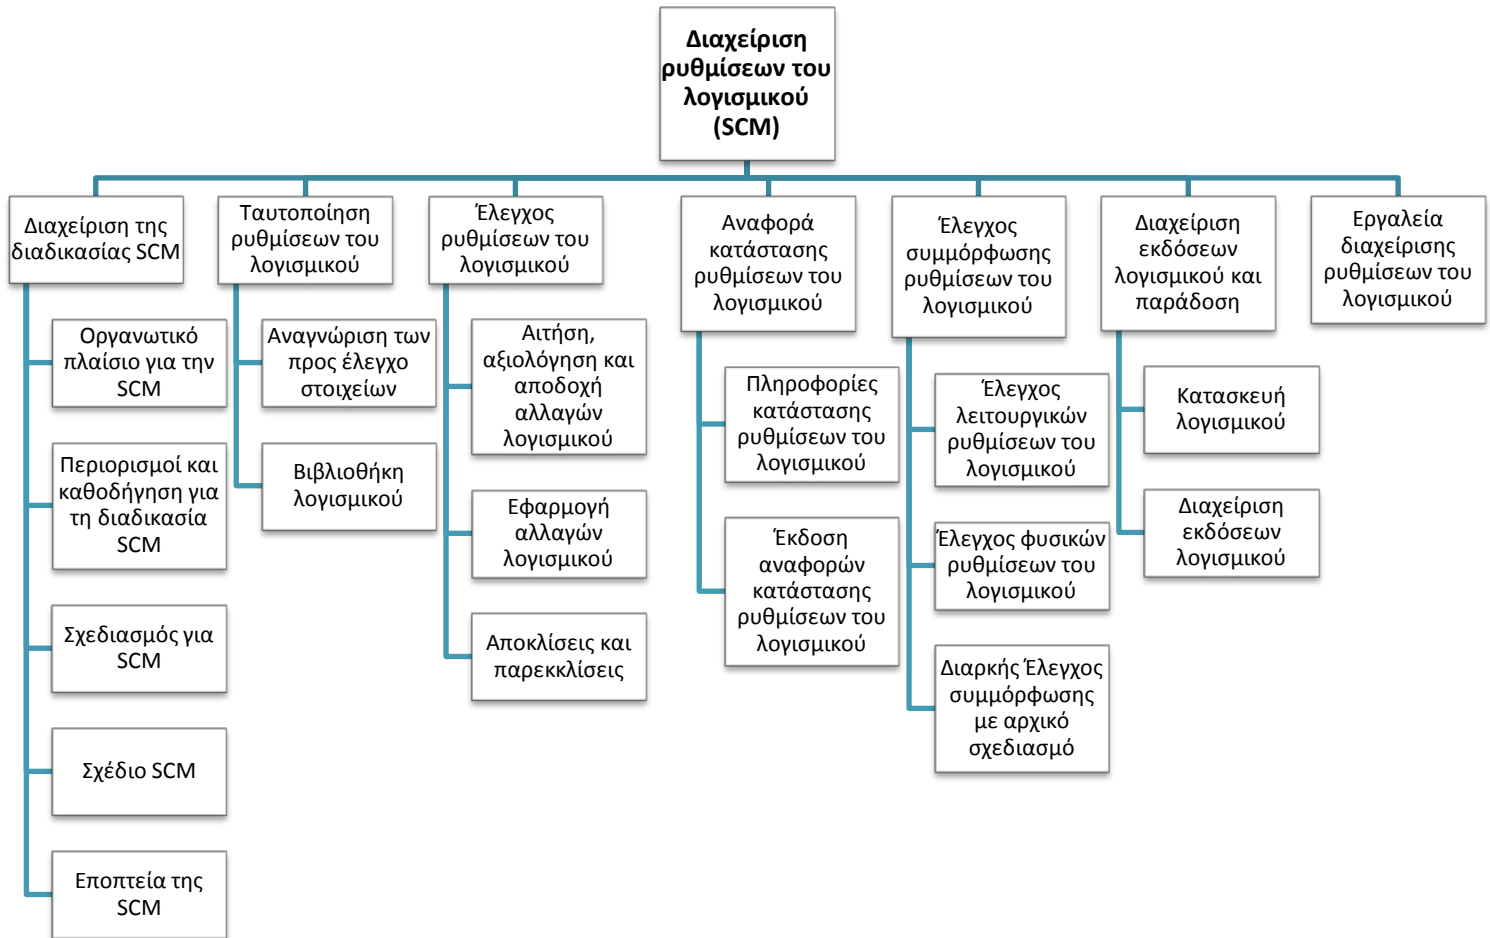 Διαχείριση
ρυθμίσεων του
λογισμικού
(SCM)
Διαχείριση της
διαδικασίας SCM
Οργανωτικό
πλαίσιο για την
SCM
Περιορισμοί και
καθοδήγηση για
τη διαδικασία
SCM
Σχεδιασμός για
SCM
Σχέδιο SCM
Εποπτεία της
SCM
Ταυτοποίηση
ρυθμίσεων του
λογισμικού
Αναγνώριση των
προς έλεγχο
στοιχείων
Βιβλιοθήκη
λογισμικού
Έλεγχος
ρυθμίσεων του
λογισμικού
Αιτήση,
αξιολόγηση και
αποδοχή
αλλαγών
λογισμικού
Εφαρμογή
αλλαγών
λογισμικού
Αποκλίσεις και
παρεκκλίσεις
Αναφορά
κατάστασης
ρυθμίσεων του
λογισμικού
Πληροφορίες
κατάστασης
ρυθμίσεων του
λογισμικού
Έκδοση
αναφορών
κατάστασης
ρυθμίσεων του
λογισμικού
Έλεγχος
συμμόρφωσης
ρυθμίσεων του
λογισμικού
Έλεγχος
λειτουργικών
ρυθμίσεων του
λογισμικού
Έλεγχος φυσικών
ρυθμίσεων του
λογισμικού
Διαρκής Έλεγχος
συμμόρφωσης
με αρχικό
σχεδιασμό
Διαχείριση
εκδόσεων
λογισμικού και
παράδοση
Κατασκευή
λογισμικού
Διαχείριση
εκδόσεων
λογισμικού
Εργαλεία
διαχείρισης
ρυθμίσεων του
λογισμικού